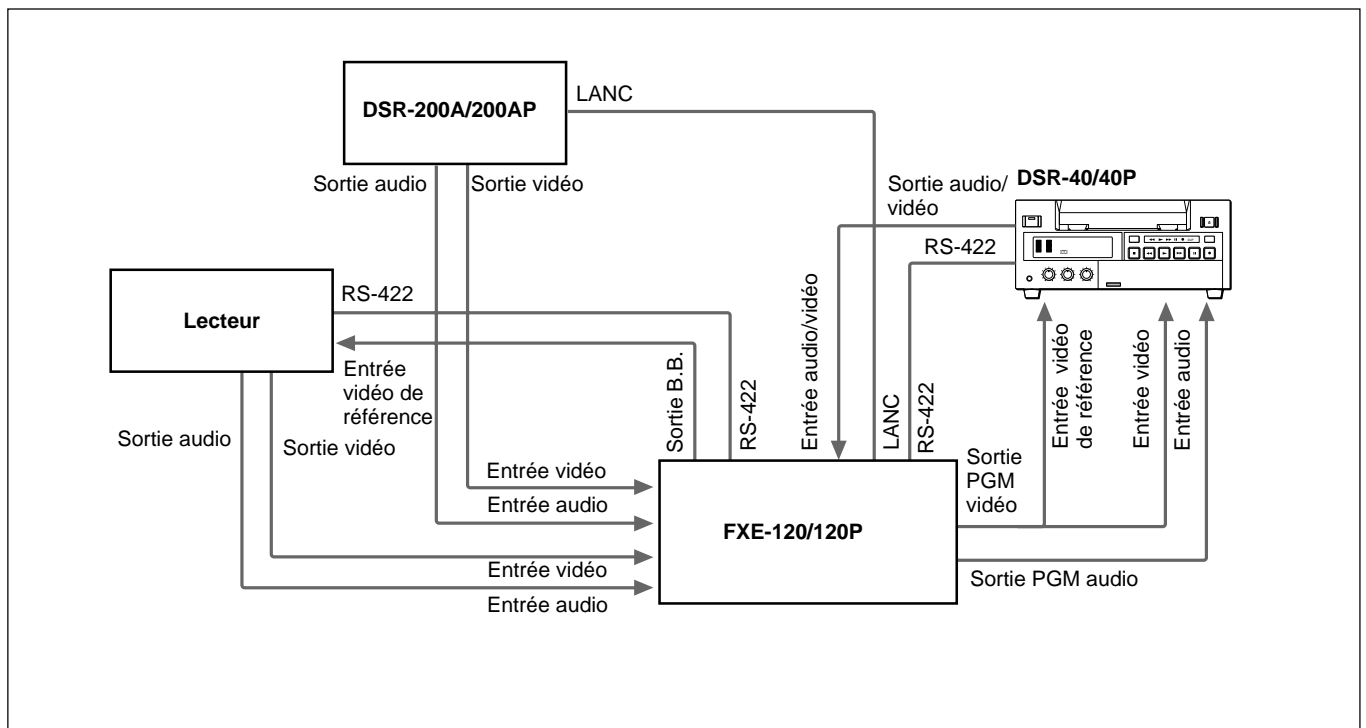 DSR-200A/200AP
LANC
Sortie audio
Sortie vidéo
Sortie audio/
vidéo
DSR-40/40P
RS-422
Lecteur
RS-422
Entrée
vidéo de
référence
Sortie audio
Sortie vidéo
Sortie B.B.
RS-422
Entrée audio/vidéo
LANC
RS-422
Entrée vidéo
de référence
Entrée vidéo
Entrée audio
Entrée vidéo
Entrée audio
Entrée vidéo
Entrée audio
FXE-120/120P
Sortie
PGM
vidéo
Sortie PGM audio